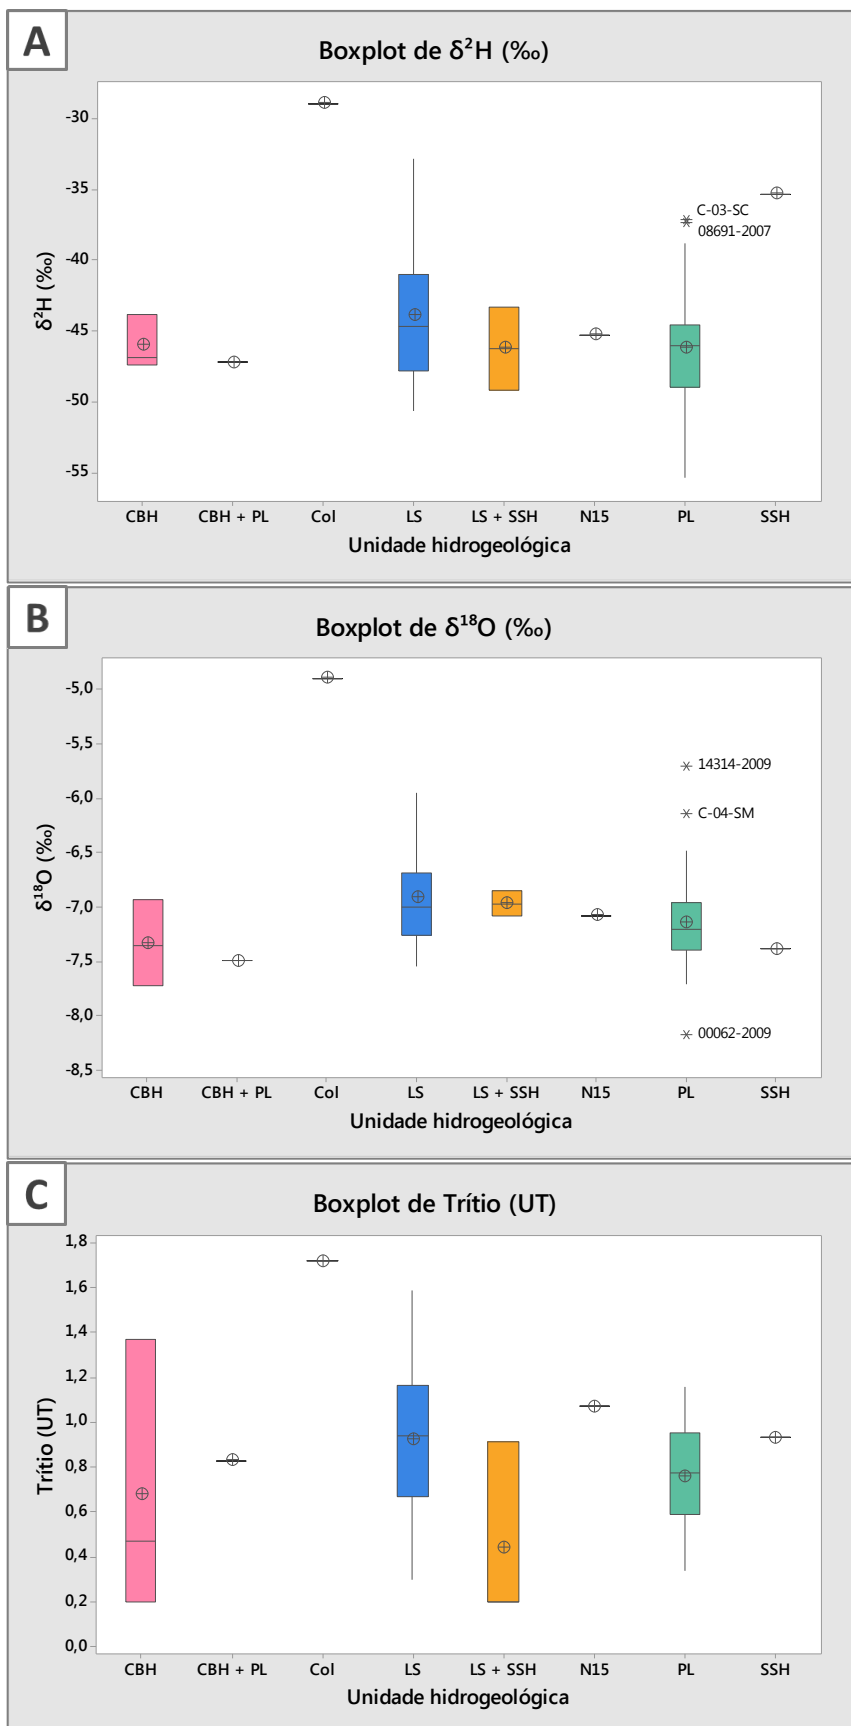 A
Boxplot de δ²H (‰)
δ²H (‰)
-30
-35
-40
-45
-50
-55
C-03-SC
08691-2007
CBH CBH + PL Col LS LS + SSH N15 PL SSH
Unidade hidrogeológica
B
Boxplot de δ¹⁸O (‰)
δ¹⁸O (‰)
-5,0
-5,5
-6,0
-6,5
-7,0
-7,5
-8,0
-8,5
14314-2009
C-04-SM
00062-2009
CBH CBH + PL Col LS LS + SSH N15 PL SSH
Unidade hidrogeológica
C
Boxplot de Trítio (UT)
Trítio (UT)
1,8
1,6
1,4
1,2
1,0
0,8
0,6
0,4
0,2
0,0
CBH CBH + PL Col LS LS + SSH N15 PL SSH
Unidade hidrogeológica